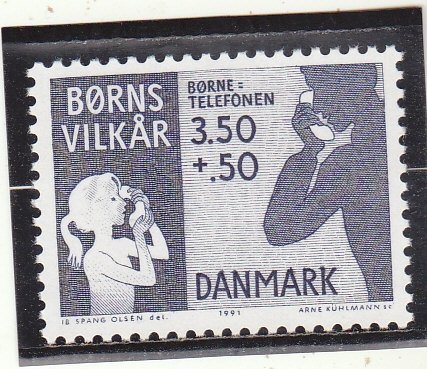 BØRNS
VILKÅR
BØRNE=
TELEFONEN
3.50
+.50
DANMARK
IB SPANG OLSEN del.
1991
ARNE KÜHLMANN sc.